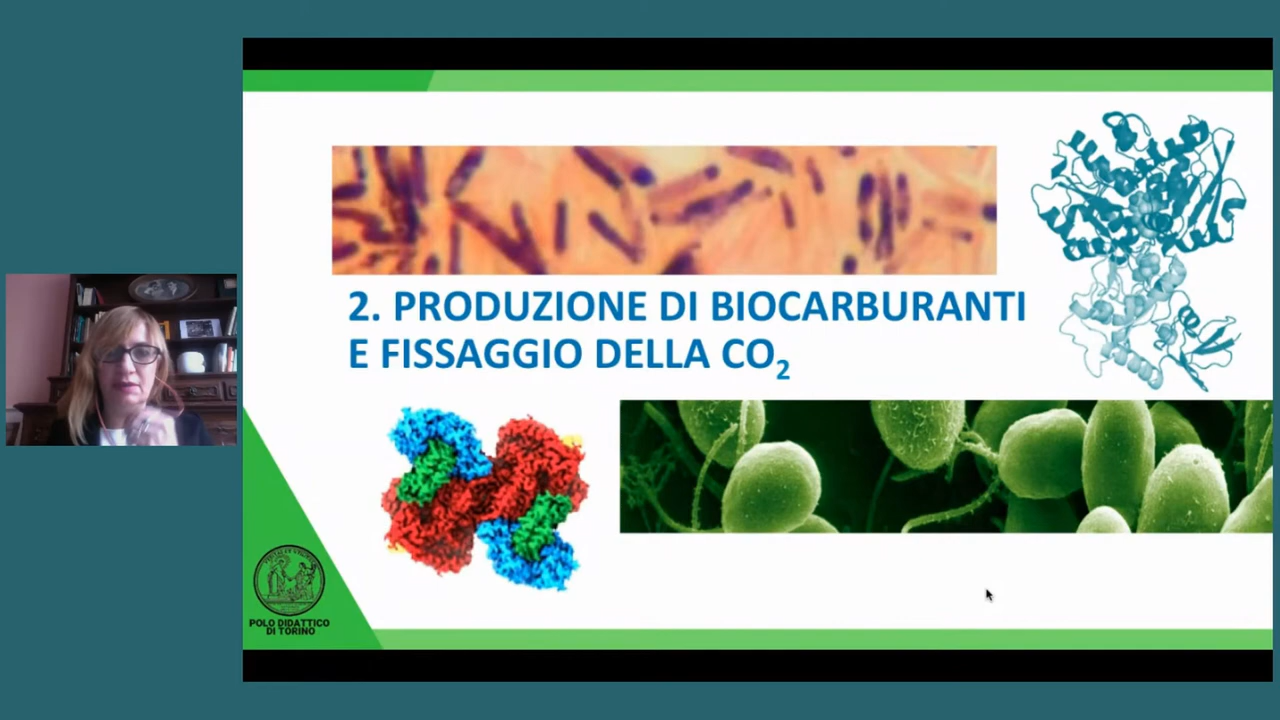 2. PRODUZIONE DI BIOCARBURANTI
E FISSAGGIO DELLA CO₂
POLO DIDATTICO
DI TORINO